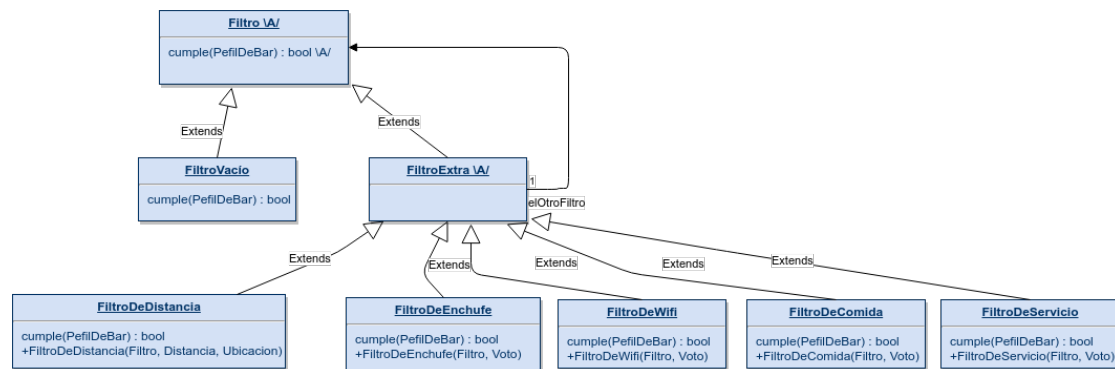 Filtro \A/
cumple(PefilDeBar) : bool \A/
Extends
Extends
FiltroVacio
cumple(PefilDeBar) : bool
FiltroExtra \A/
1
elOtroFiltro
Extends
Extends
Extends
Extends
Extends
FiltroDeDistancia
cumple(PefilDeBar) : bool
+FiltroDeDistancia(Filtro, Distancia, Ubicacion)
FiltroDeEnchufe
cumple(PefilDeBar) : bool
+FiltroDeEnchufe(Filtro, Voto)
FiltroDeWifi
cumple(PefilDeBar) : bool
+FiltroDeWifi(Filtro, Voto)
FiltroDeComida
cumple(PefilDeBar) : bool
+FiltroDeComida(Filtro, Voto)
FiltroDeServicio
cumple(PefilDeBar) : bool
+FiltroDeServicio(Filtro, Voto)